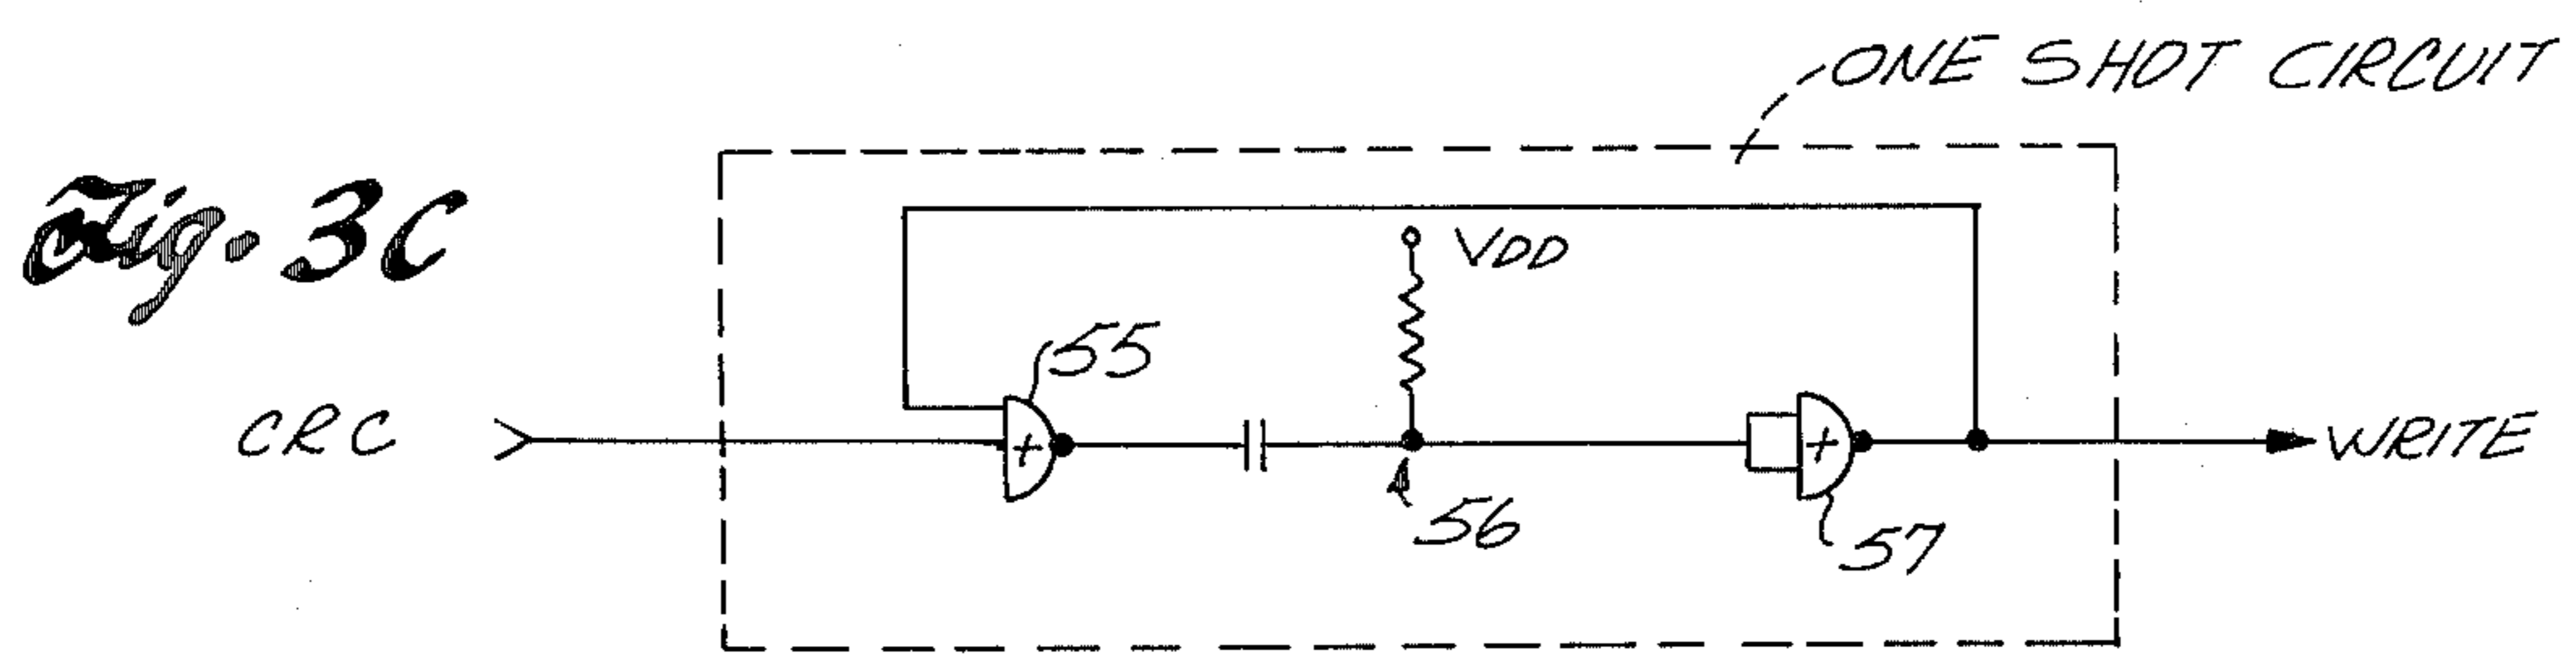 ONE SHOT CIRCUIT
Fig. 3C
VDD
55
+
CRC
+
WRITE
56
57